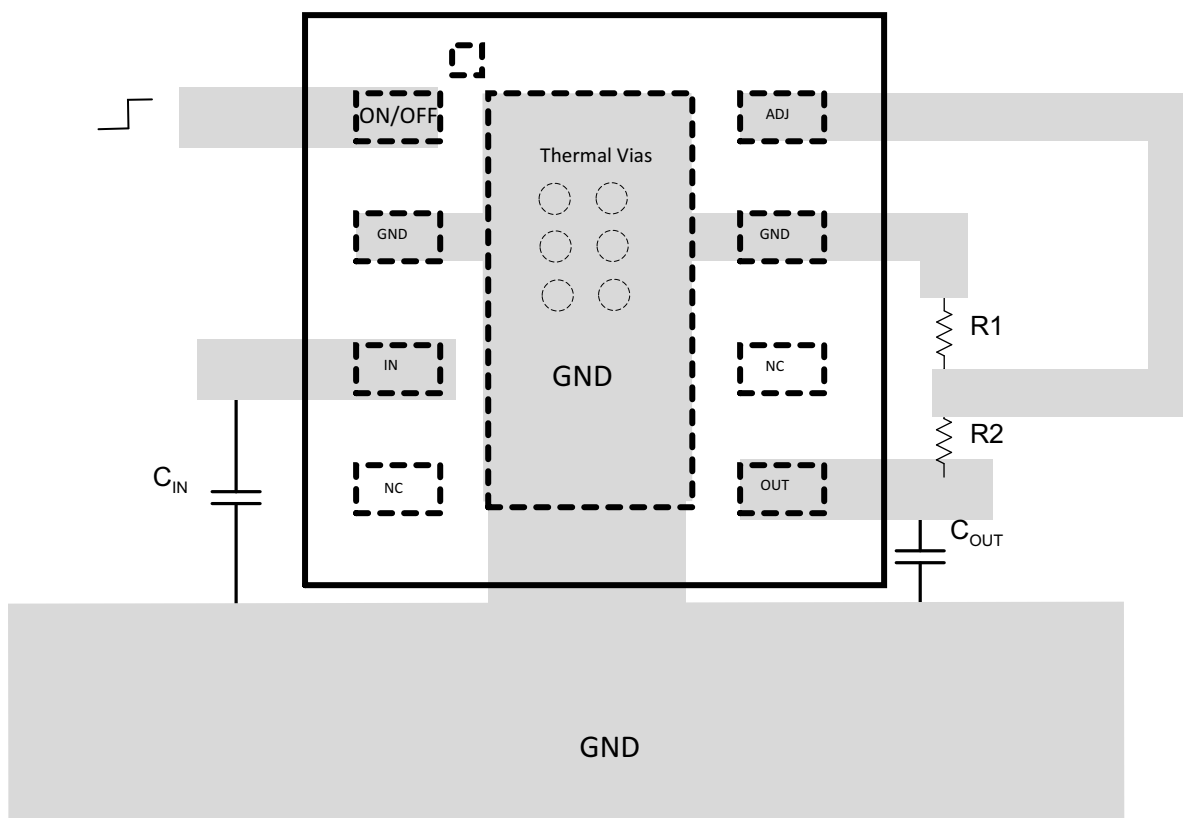 ON/OFF
ADJ
Thermal Vias
GND
GND
R1
IN
GND
NC
R2
C_IN
NC
OUT
C_OUT
GND